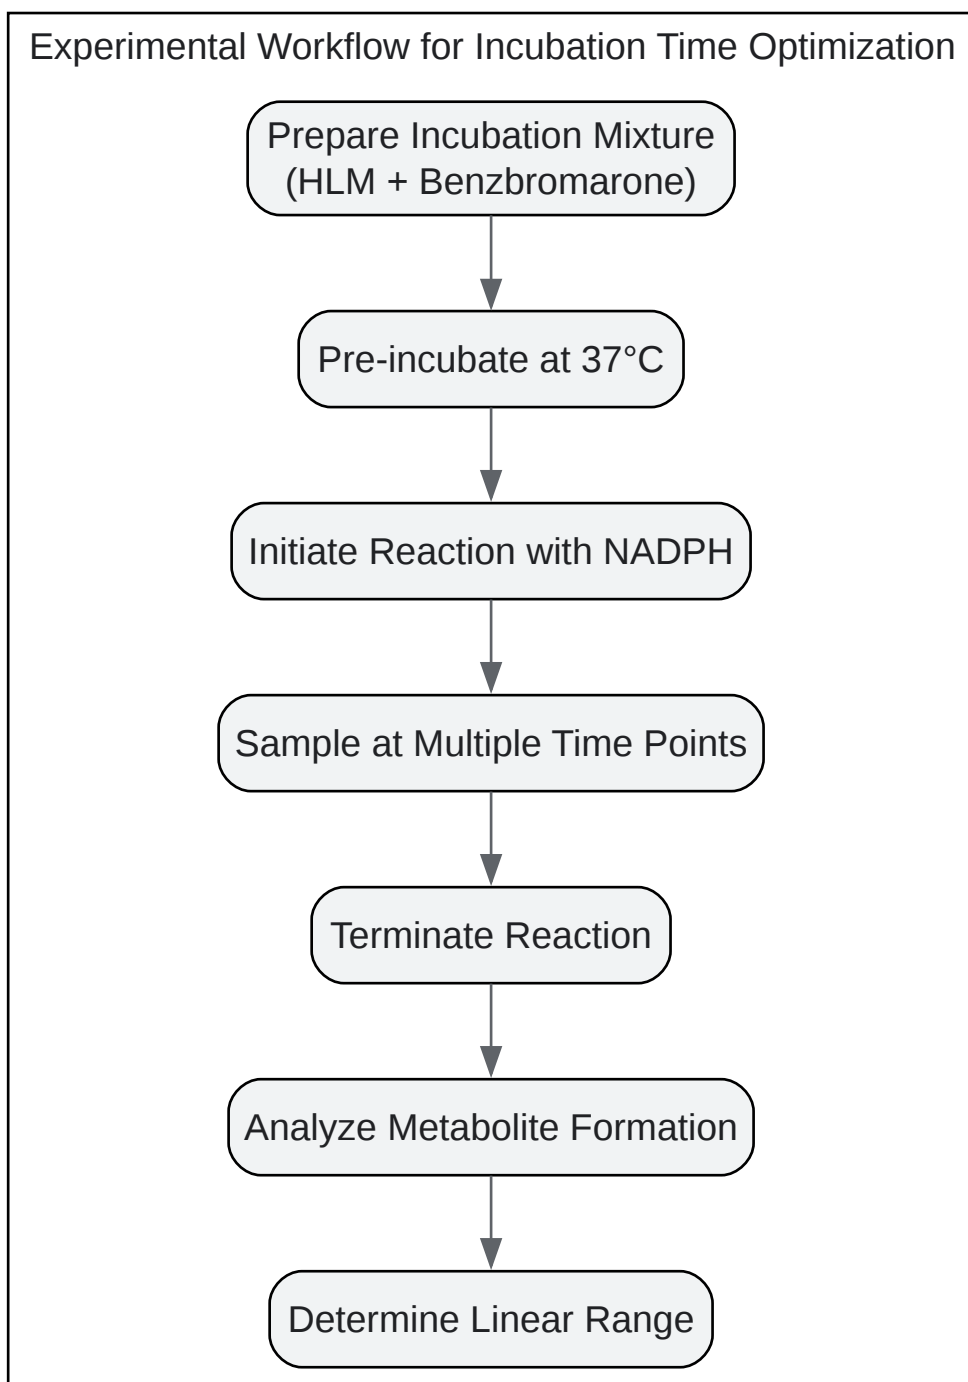 Experimental Workflow for Incubation Time Optimization
Prepare Incubation Mixture
(HLM + Benzbromarone)
Pre-incubate at 37°C
Initiate Reaction with NADPH
Sample at Multiple Time Points
Terminate Reaction
Analyze Metabolite Formation
Determine Linear Range